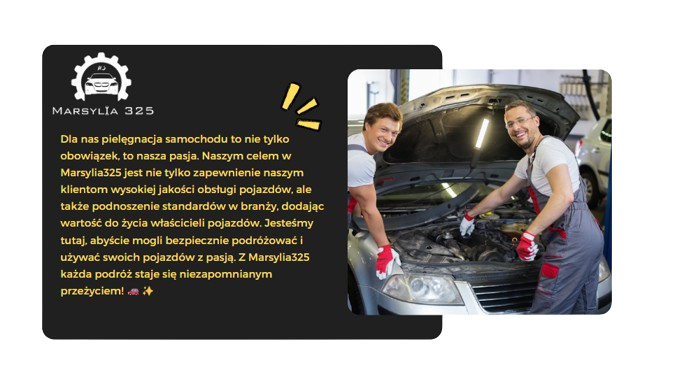 MARSYLIA 325
Dla nas pielęgnacja samochodu to nie tylko
obowiązek, to nasza pasja. Naszym celem w
Marsylia325 jest nie tylko zapewnienie naszym
klientom wysokiej jakości obsługi pojazdów, ale
także podnoszenie standardów w branży, dodając
wartość do życia właścicieli pojazdów. Jesteśmy
tutaj, abyście mogli bezpiecznie podróżować i
używać swoich pojazdów z pasją. Z Marsylia325
każda podróż staje się niezapomnianym
przeżyciem! 🚗 ✨